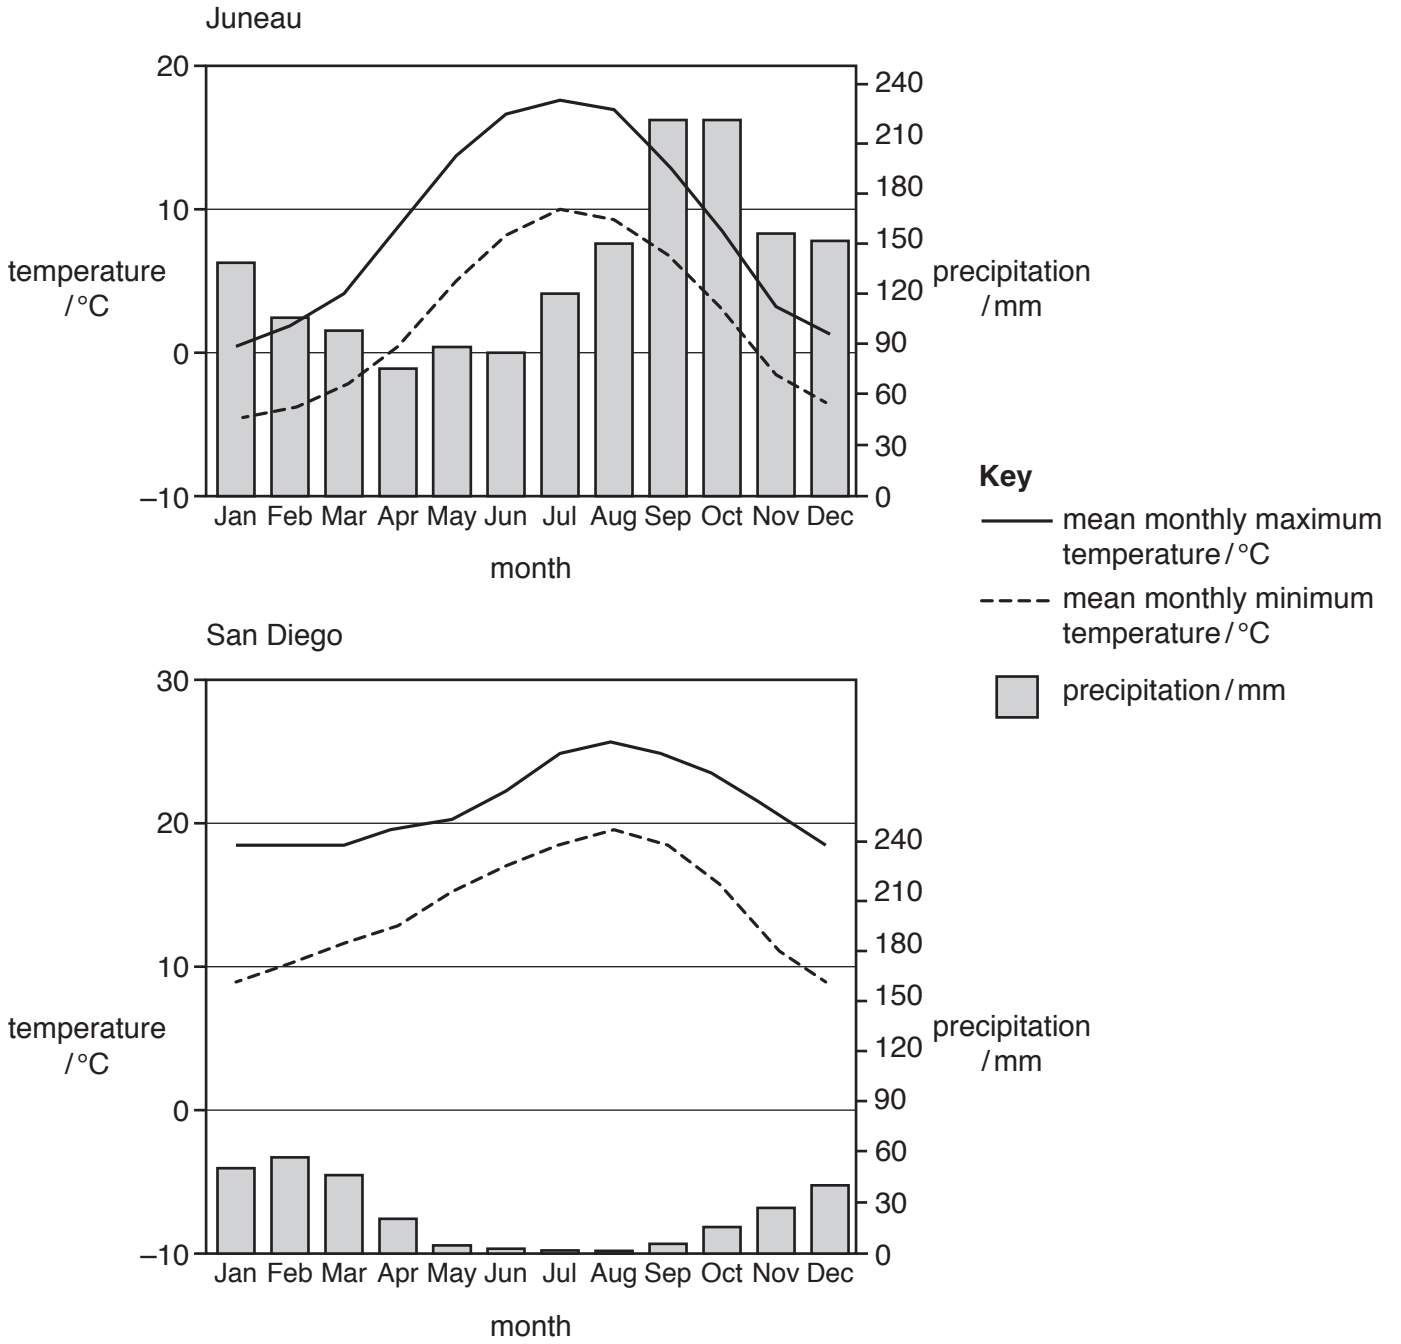 Juneau
20
10
0
–10
temperature
/ °C
240
210
180
150
120
90
60
30
0
precipitation
/ mm
Jan Feb Mar Apr May Jun Jul Aug Sep Oct Nov Dec
month
Key
mean monthly maximum
temperature / °C
mean monthly minimum
temperature / °C
precipitation / mm
San Diego
30
20
10
0
–10
temperature
/ °C
240
210
180
150
120
90
60
30
0
precipitation
/ mm
Jan Feb Mar Apr May Jun Jul Aug Sep Oct Nov Dec
month